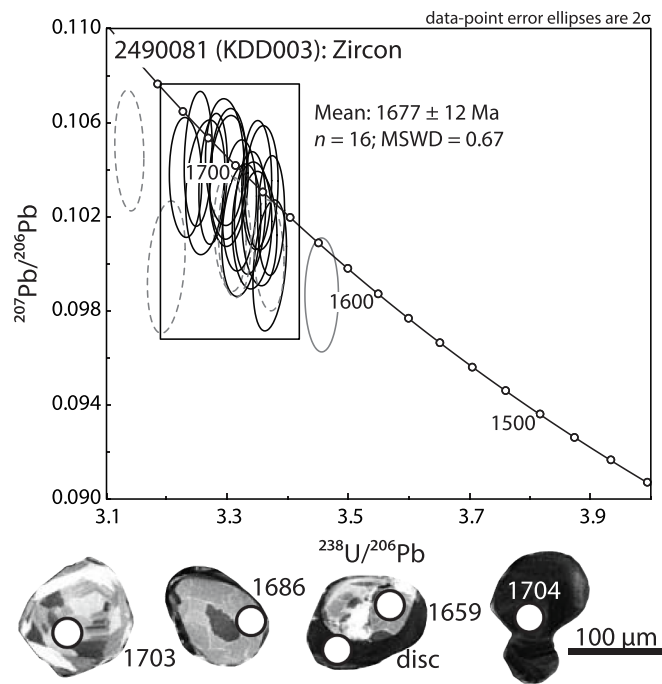 data-point error ellipses are 2σ
2490081 (KDD003): Zircon
Mean: 1677 ± 12 Ma
n = 16; MSWD = 0.67
0.110
0.106
0.102
0.098
0.094
0.090
²⁰⁷Pb/²⁰⁶Pb
1700
1600
1500
3.1
3.3
3.5
3.7
3.9
²³⁸U/²⁰⁶Pb
1703
1686
1659
disc
1704
100 µm